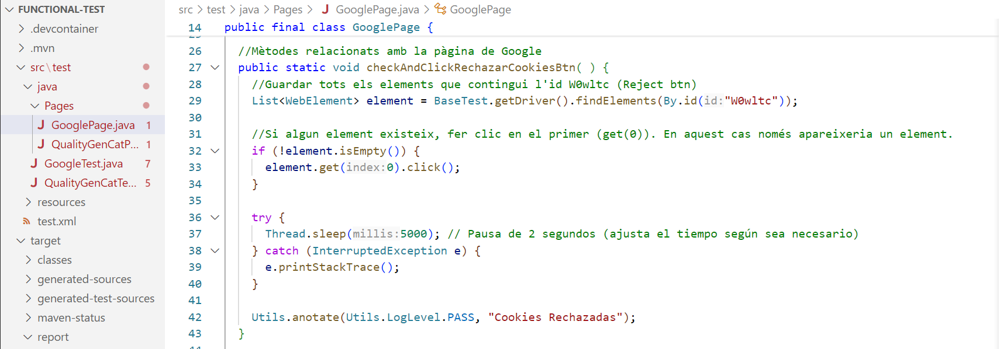 FUNCTIONAL-TEST
.devcontainer
.mvn
src\test
java
Pages
GooglePage.java 1
QualityGenCatP... 1
GoogleTest.java 7
QualityGenCatTe... 5
resources
test.xml
target
classes
generated-sources
generated-test-sources
maven-status
report
src > test > java > Pages > GooglePage.java > GooglePage
14 public final class GooglePage {
26 //Mètodes relacionats amb la pàgina de Google
27 public static void checkAndClickRechazarCookiesBtn( ) {
28 //Guardar tots els elements que contingui l'id W0wltc (Reject btn)
29 List<WebElement> element = BaseTest.getDriver().findElements(By.id(id:"W0wltc"));
30
31 //Si algun element existeix, fer clic en el primer (get(0)). En aquest cas només apareixeria un element.
32 if (!element.isEmpty()) {
33 element.get(index:0).click();
34 }
35
36 try {
37 Thread.sleep(millis:5000); // Pausa de 2 segundos (ajusta el tiempo según sea necesario)
38 } catch (InterruptedException e) {
39 e.printStackTrace();
40 }
41
42 Utils.anotate(Utils.LogLevel.PASS, "Cookies Rechazadas");
43 }